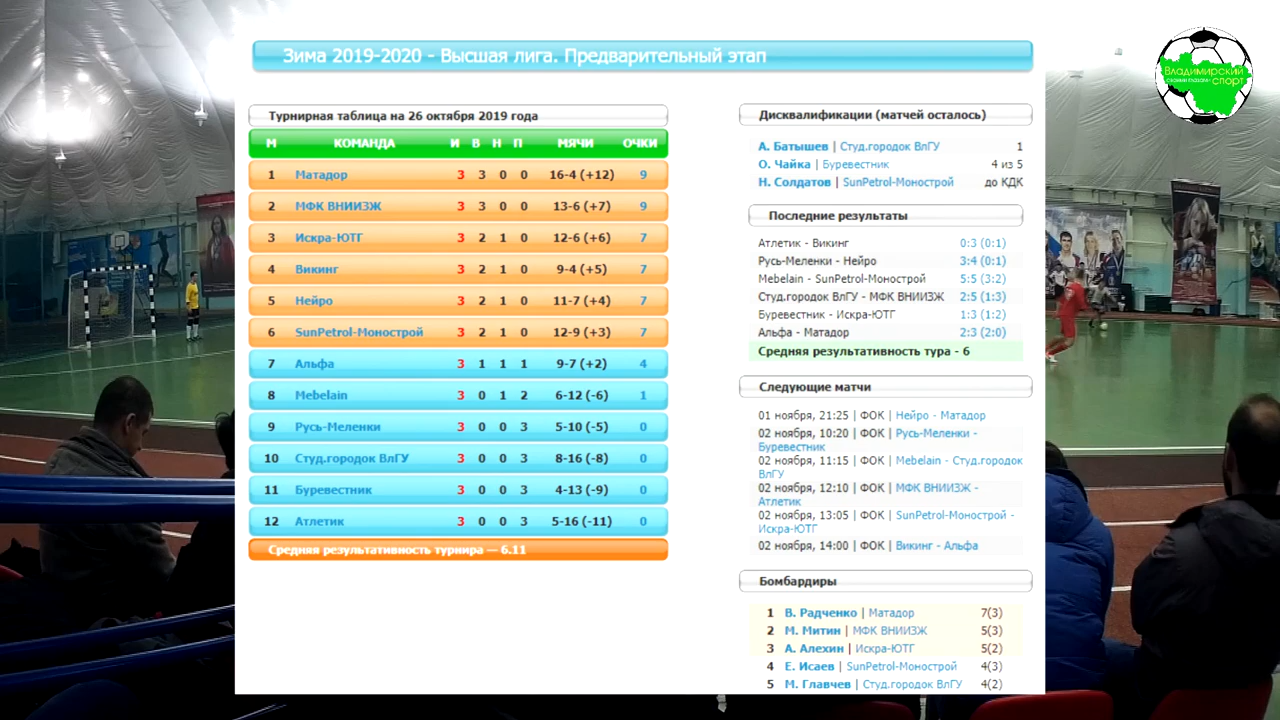 Зима 2019-2020 - Высшая лига. Предварительный этап
Владимирский
своими глазами
спорт
Турнирная таблица на 26 октября 2019 года
М КОМАНДА И В Н П МЯЧИ ОЧКИ
1 Матадор 3 3 0 0 16-4 (+12) 9
2 МФК ВНИИЗЖ 3 3 0 0 13-6 (+7) 9
3 Искра-ЮТГ 3 2 1 0 12-6 (+6) 7
4 Викинг 3 2 1 0 9-4 (+5) 7
5 Нейро 3 2 1 0 11-7 (+4) 7
6 SunPetrol-Монострой 3 2 1 0 12-9 (+3) 7
7 Альфа 3 1 1 1 9-7 (+2) 4
8 Mebelain 3 0 1 2 6-12 (-6) 1
9 Русь-Меленки 3 0 0 3 5-10 (-5) 0
10 Студ.городок ВлГУ 3 0 0 3 8-16 (-8) 0
11 Буревестник 3 0 0 3 4-13 (-9) 0
12 Атлетик 3 0 0 3 5-16 (-11) 0
Средняя результативность турнира — 6.11
Дисквалификации (матчей осталось)
А. Батышев | Студ.городок ВлГУ 1
О. Чайка | Буревестник 4 из 5
Н. Солдатов | SunPetrol-Монострой до КДК
Последние результаты
Атлетик - Викинг 0:3 (0:1)
Русь-Меленки - Нейро 3:4 (0:1)
Mebelain - SunPetrol-Монострой 5:5 (3:2)
Студ.городок ВлГУ - МФК ВНИИЗЖ 2:5 (1:3)
Буревестник - Искра-ЮТГ 1:3 (1:2)
Альфа - Матадор 2:3 (2:0)
Средняя результативность тура - 6
Следующие матчи
01 ноября, 21:25 | ФОК | Нейро - Матадор
02 ноября, 10:20 | ФОК | Русь-Меленки -
Буревестник
02 ноября, 11:15 | ФОК | Mebelain - Студ.городок
ВлГУ
02 ноября, 12:10 | ФОК | МФК ВНИИЗЖ -
Атлетик
02 ноября, 13:05 | ФОК | SunPetrol-Монострой -
Искра-ЮТГ
02 ноября, 14:00 | ФОК | Викинг - Альфа
Бомбардиры
1 В. Радченко | Матадор 7(3)
2 М. Митин | МФК ВНИИЗЖ 5(3)
3 А. Алехин | Искра-ЮТГ 5(2)
4 Е. Исаев | SunPetrol-Монострой 4(3)
5 М. Главчев | Студ.городок ВлГУ 4(2)